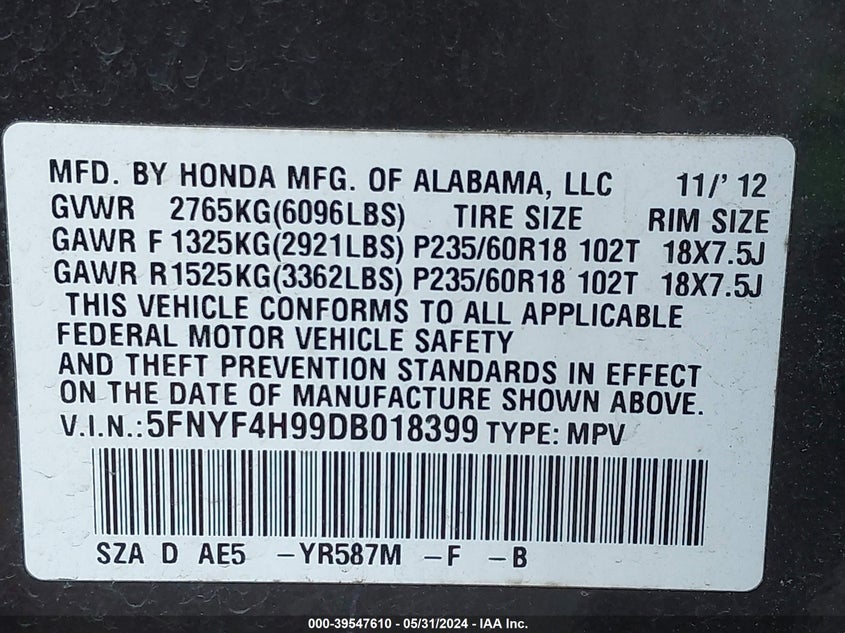 MFD. BY HONDA MFG. OF ALABAMA, LLC 11/' 12
GVWR 2765KG(6096LBS) TIRE SIZE RIM SIZE
GAWR F 1325KG(2921LBS) P235/60R18 102T 18X7.5J
GAWR R1525KG(3362LBS) P235/60R18 102T 18X7.5J
THIS VEHICLE CONFORMS TO ALL APPLICABLE
FEDERAL MOTOR VEHICLE SAFETY
AND THEFT PREVENTION STANDARDS IN EFFECT
ON THE DATE OF MANUFACTURE SHOWN ABOVE.
V.I.N.:5FNYF4H99DB018399 TYPE: MPV
SZA D AE5 -YR587M -F -B
000-39547610 - 05/31/2024 - IAA Inc.